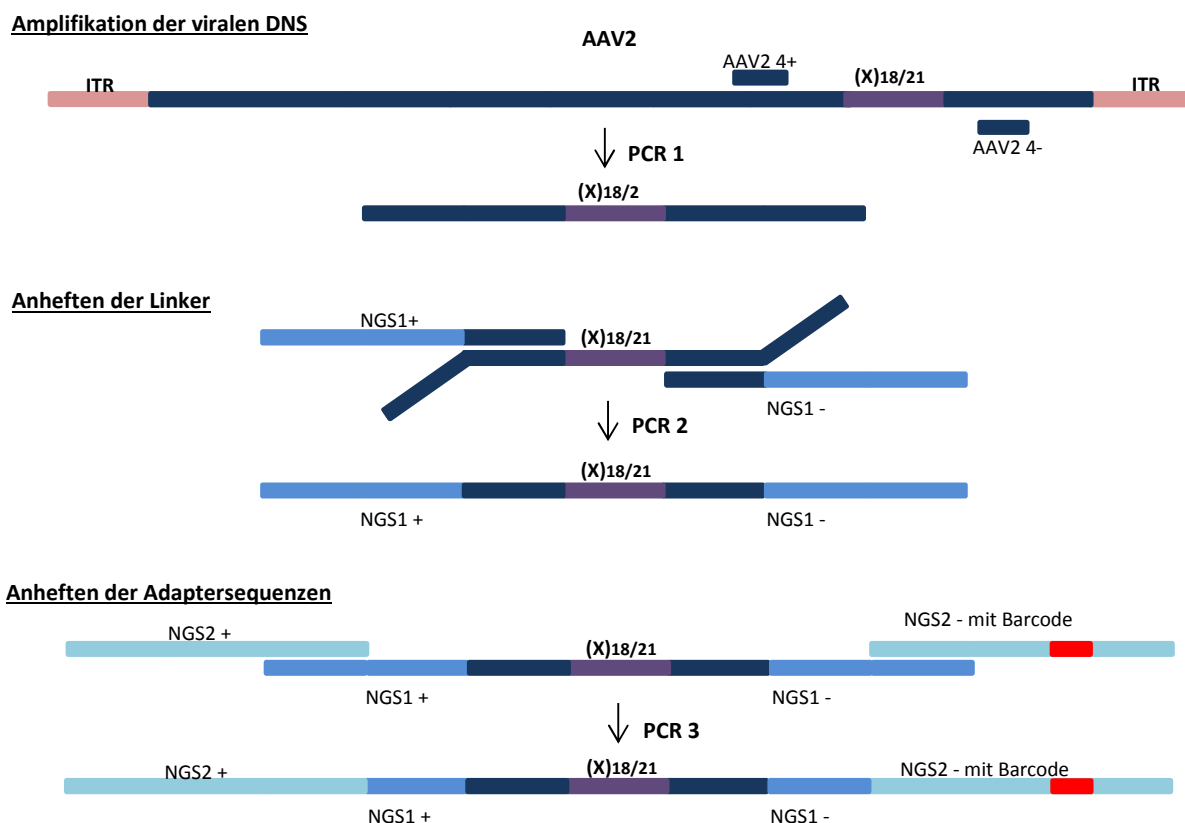 Amplifikation der viralen DNS
AAV2
AAV2 4+
(X)18/21
ITR
ITR
AAV2 4-
PCR 1
(X)18/2
Anheften der Linker
NGS1+
(X)18/21
NGS1 -
PCR 2
(X)18/21
NGS1 +
NGS1 -
Anheften der Adaptersequenzen
NGS2 +
NGS2 - mit Barcode
(X)18/21
NGS1 +
NGS1 -
PCR 3
NGS2 +
(X)18/21
NGS2 - mit Barcode
NGS1 +
NGS1 -